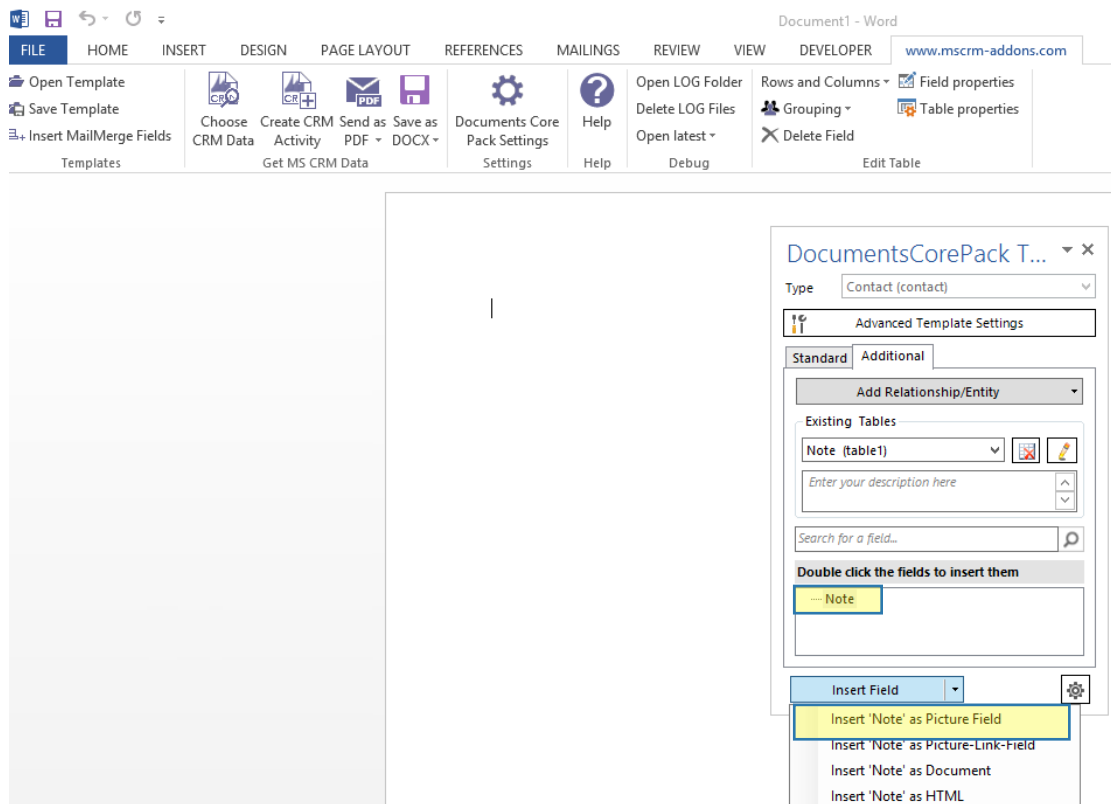 Document1 - Word
FILE HOME INSERT DESIGN PAGE LAYOUT REFERENCES MAILINGS REVIEW VIEW DEVELOPER www.mscrm-addons.com
Open Template
Save Template
Insert MailMerge Fields
Templates
Choose CRM Data
Create CRM Activity
Send as PDF
Save as DOCX
Get MS CRM Data
Documents Core Pack Settings
Settings
Help
Help
Open LOG Folder
Delete LOG Files
Open latest
Debug
Rows and Columns
Grouping
Delete Field
Field properties
Table properties
Edit Table
DocumentsCorePack T...
Type Contact (contact)
Advanced Template Settings
Standard Additional
Add Relationship/Entity
Existing Tables
Note (table1)
Enter your description here
Search for a field...
Double click the fields to insert them
Note
Insert Field
Insert 'Note' as Picture Field
Insert 'Note' as Picture-Link-Field
Insert 'Note' as Document
Insert 'Note' as HTML